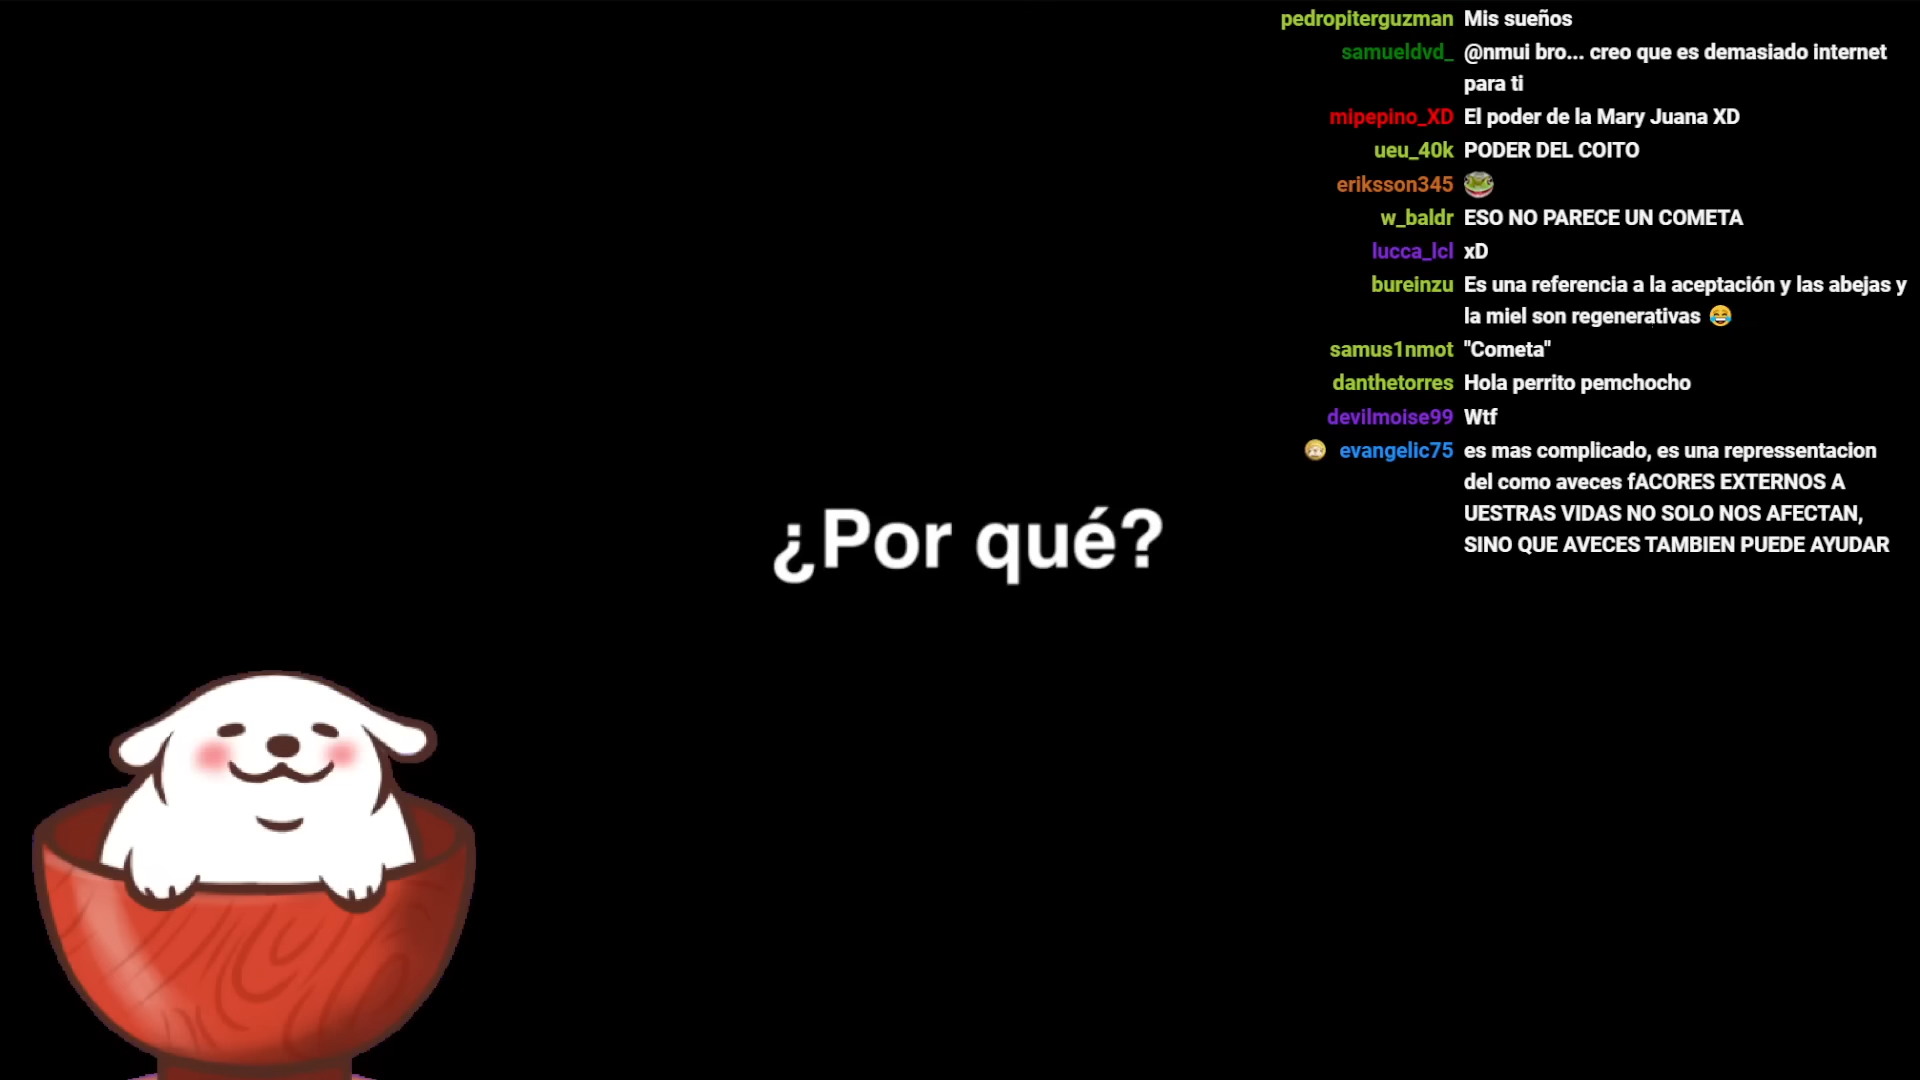 pedropiterguzman Mis sueños
samueldvd_ @nmui bro... creo que es demasiado internet
para ti
mipepino_XD El poder de la Mary Juana XD
ueu_40k PODER DEL COITO
eriksson345
w_baldr ESO NO PARECE UN COMETA
lucca_lcl xD
bureinzu Es una referencia a la aceptación y las abejas y
la miel son regenerativas 😂
samus1nmot "Cometa"
danthetorres Hola perrito pemchocho
devilmoise99 Wtf
evangelic75 es mas complicado, es una repressentacion
del como aveces fACORES EXTERNOS A
UESTRAS VIDAS NO SOLO NOS AFECTAN,
SINO QUE AVECES TAMBIEN PUEDE AYUDAR
¿Por qué?